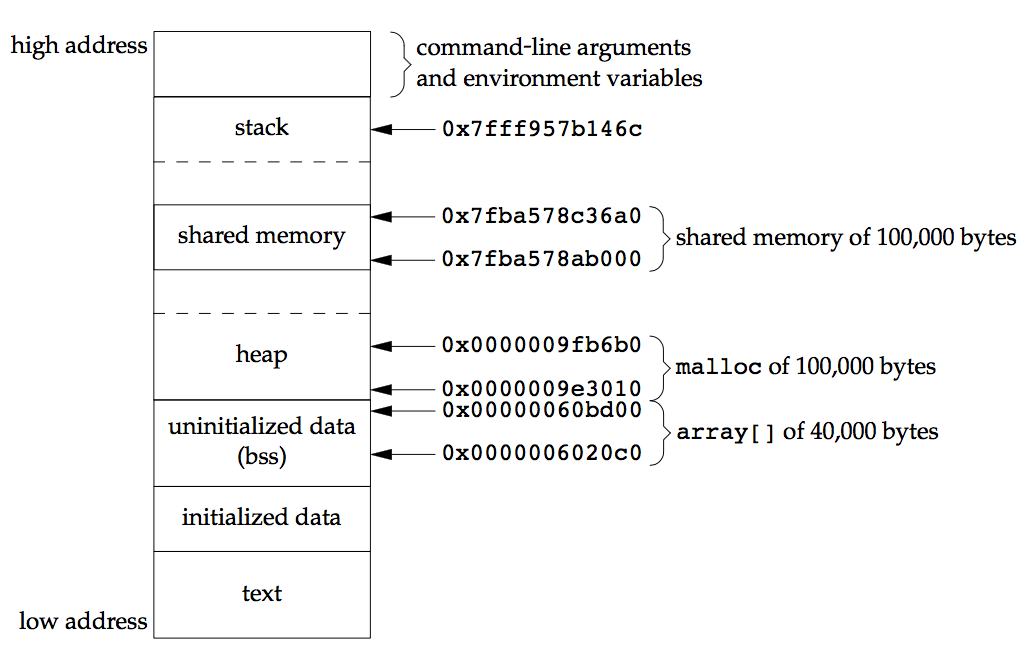 high address
command-line arguments
and environment variables
stack
0x7fff957b146c
0x7fba578c36a0
shared memory
shared memory of 100,000 bytes
0x7fba578ab000
0x0000009fb6b0
heap
malloc of 100,000 bytes
0x0000009e3010
0x00000060bd00
uninitialized data
(bss)
array[] of 40,000 bytes
0x0000006020c0
initialized data
text
low address